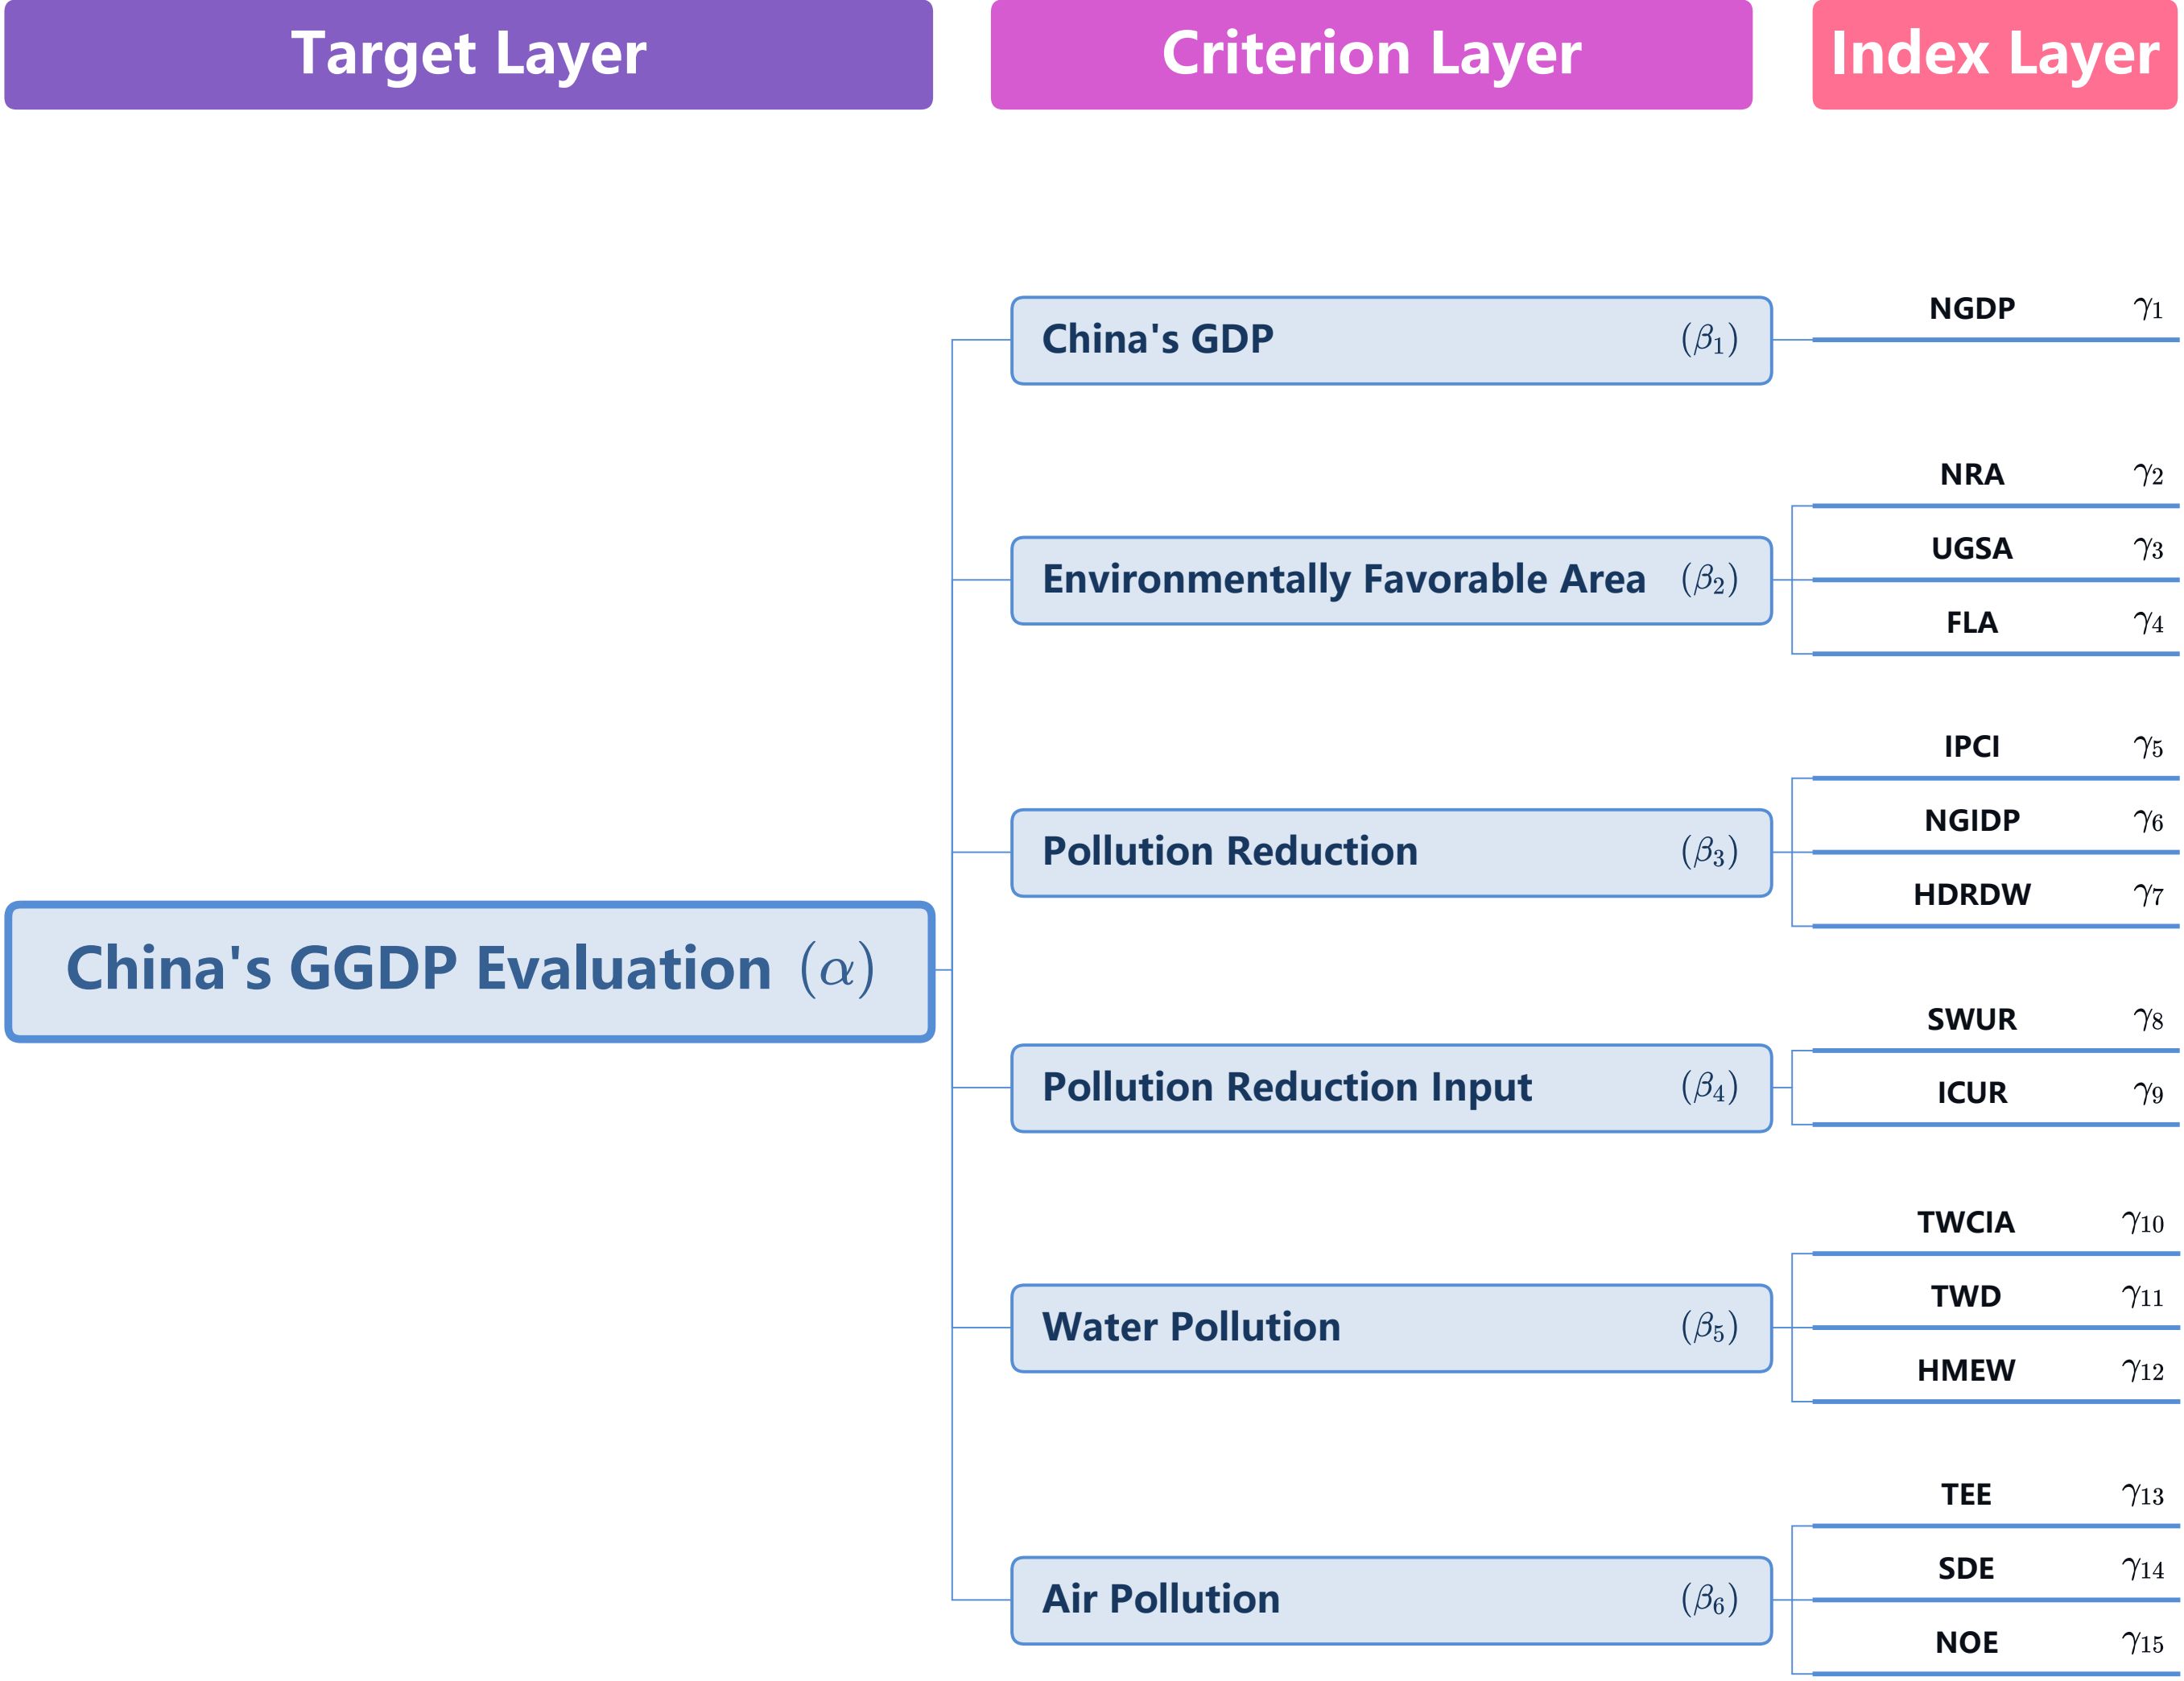 Target Layer
Criterion Layer
Index Layer
China's GGDP Evaluation (α)
China's GDP (β₁)
NGDP γ₁
Environmentally Favorable Area (β₂)
NRA γ₂
UGSA γ₃
FLA γ₄
Pollution Reduction (β₃)
IPCI γ₅
NGIDP γ₆
HDRDW γ₇
Pollution Reduction Input (β₄)
SWUR γ₈
ICUR γ₉
Water Pollution (β₅)
TWCIA γ₁₀
TWD γ₁₁
HMEW γ₁₂
Air Pollution (β₆)
TEE γ₁₃
SDE γ₁₄
NOE γ₁₅